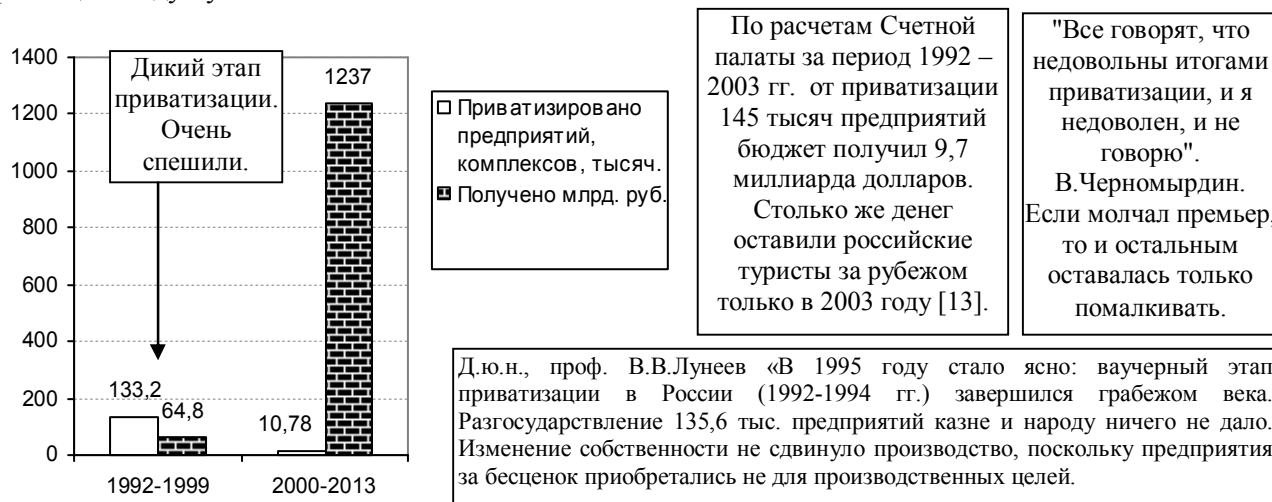 1400
1200
1000
800
600
400
200
0
Дикий этап
приватизации.
Очень
спешили.
1237
133,2
64,8
10,78
1992-1999
2000-2013
Приватизировано
предприятий,
комплексов, тысяч.
Получено млрд. руб.
По расчетам Счетной
палаты за период 1992 –
2003 гг. от приватизации
145 тысяч предприятий
бюджет получил 9,7
миллиарда долларов.
Столько же денег
оставили российские
туристы за рубежом
только в 2003 году [13].
"Все говорят, что
недовольны итогами
приватизации, и я
недоволен, и не
говорю".
В.Черномырдин.
Если молчал премьер,
то и остальным
оставалась только
помалкивать.
Д.ю.н., проф. В.В.Лунеев «В 1995 году стало ясно: ваучерный этап
приватизации в России (1992-1994 гг.) завершился грабежом века.
Разгосударствление 135,6 тыс. предприятий казне и народу ничего не дало.
Изменение собственности не сдвинуло производство, поскольку предприятия
за бесценок приобретались не для производственных целей.